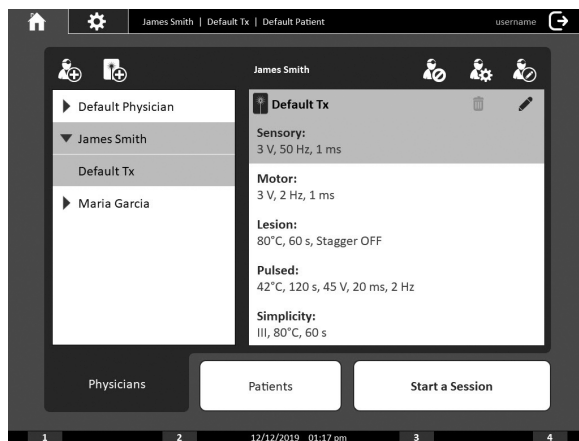 James Smith | Default Tx | Default Patient
username
James Smith
Default Physician
James Smith
Default Tx
Maria Garcia
Default Tx
Sensory:
3 V, 50 Hz, 1 ms
Motor:
3 V, 2 Hz, 1 ms
Lesion:
80°C, 60 s, Stagger OFF
Pulsed:
42°C, 120 s, 45 V, 20 ms, 2 Hz
Simplicity:
III, 80°C, 60 s
Physicians
Patients
Start a Session
1 2 12/12/2019 01:17 pm 3 4